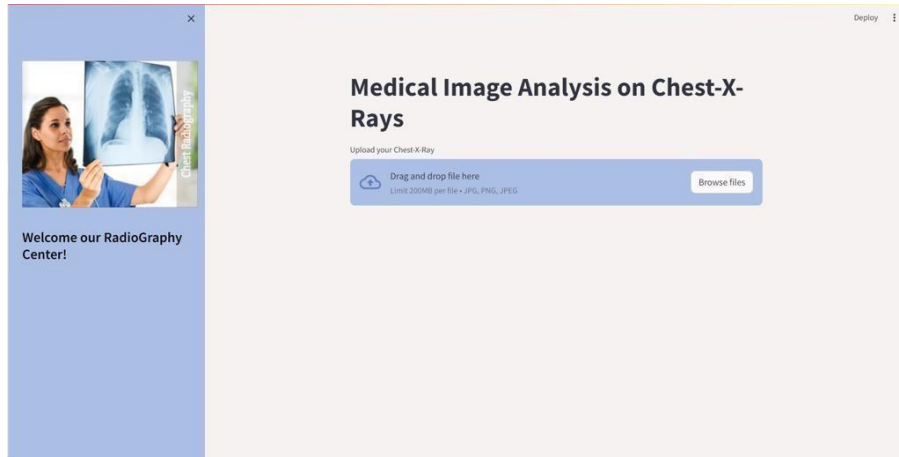 Deploy
Chest Radiography
Welcome our RadioGraphy
Center!
Medical Image Analysis on Chest-X-
Rays
Upload your Chest-X-Ray
Drag and drop file here
Limit 200MB per file • JPG, PNG, JPEG
Browse files